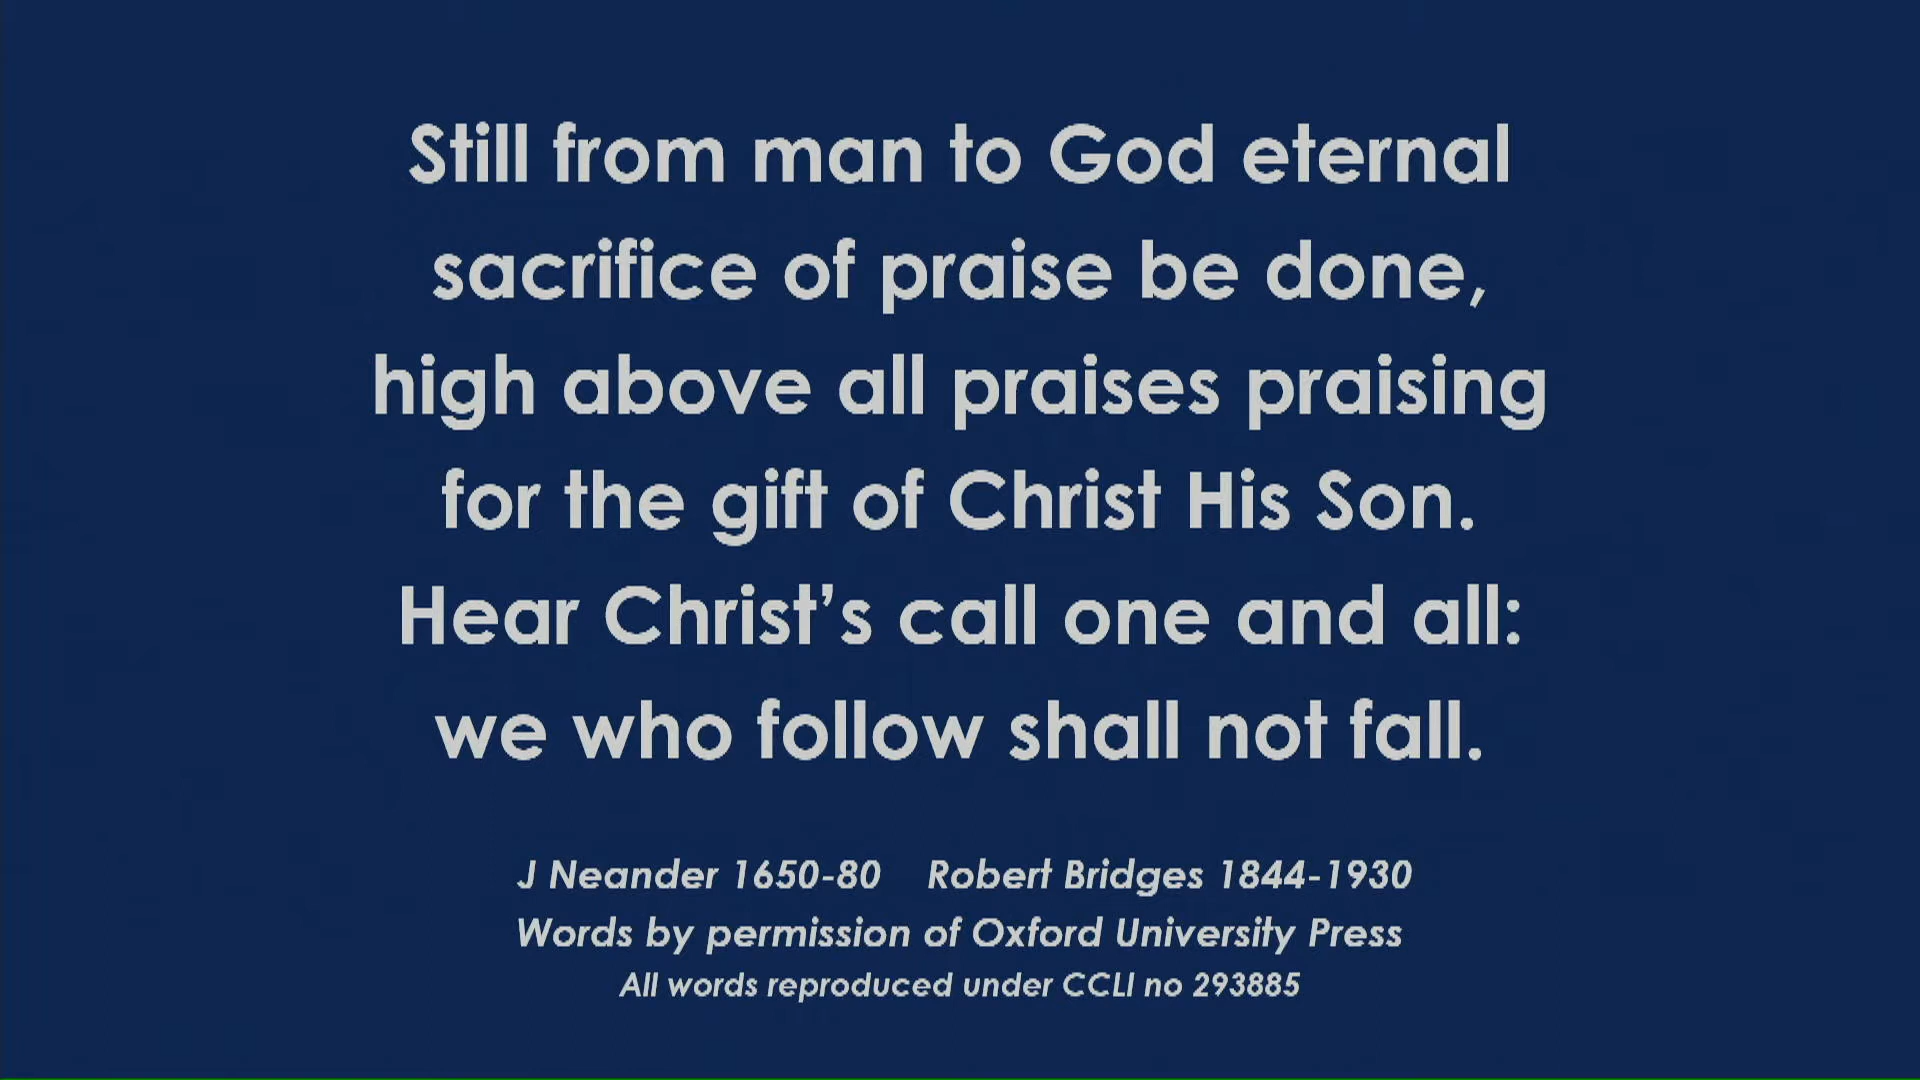 Still from man to God eternal
sacrifice of praise be done,
high above all praises praising
for the gift of Christ His Son.
Hear Christ’s call one and all:
we who follow shall not fall.
J Neander 1650-80 Robert Bridges 1844-1930
Words by permission of Oxford University Press
All words reproduced under CCLI no 293885